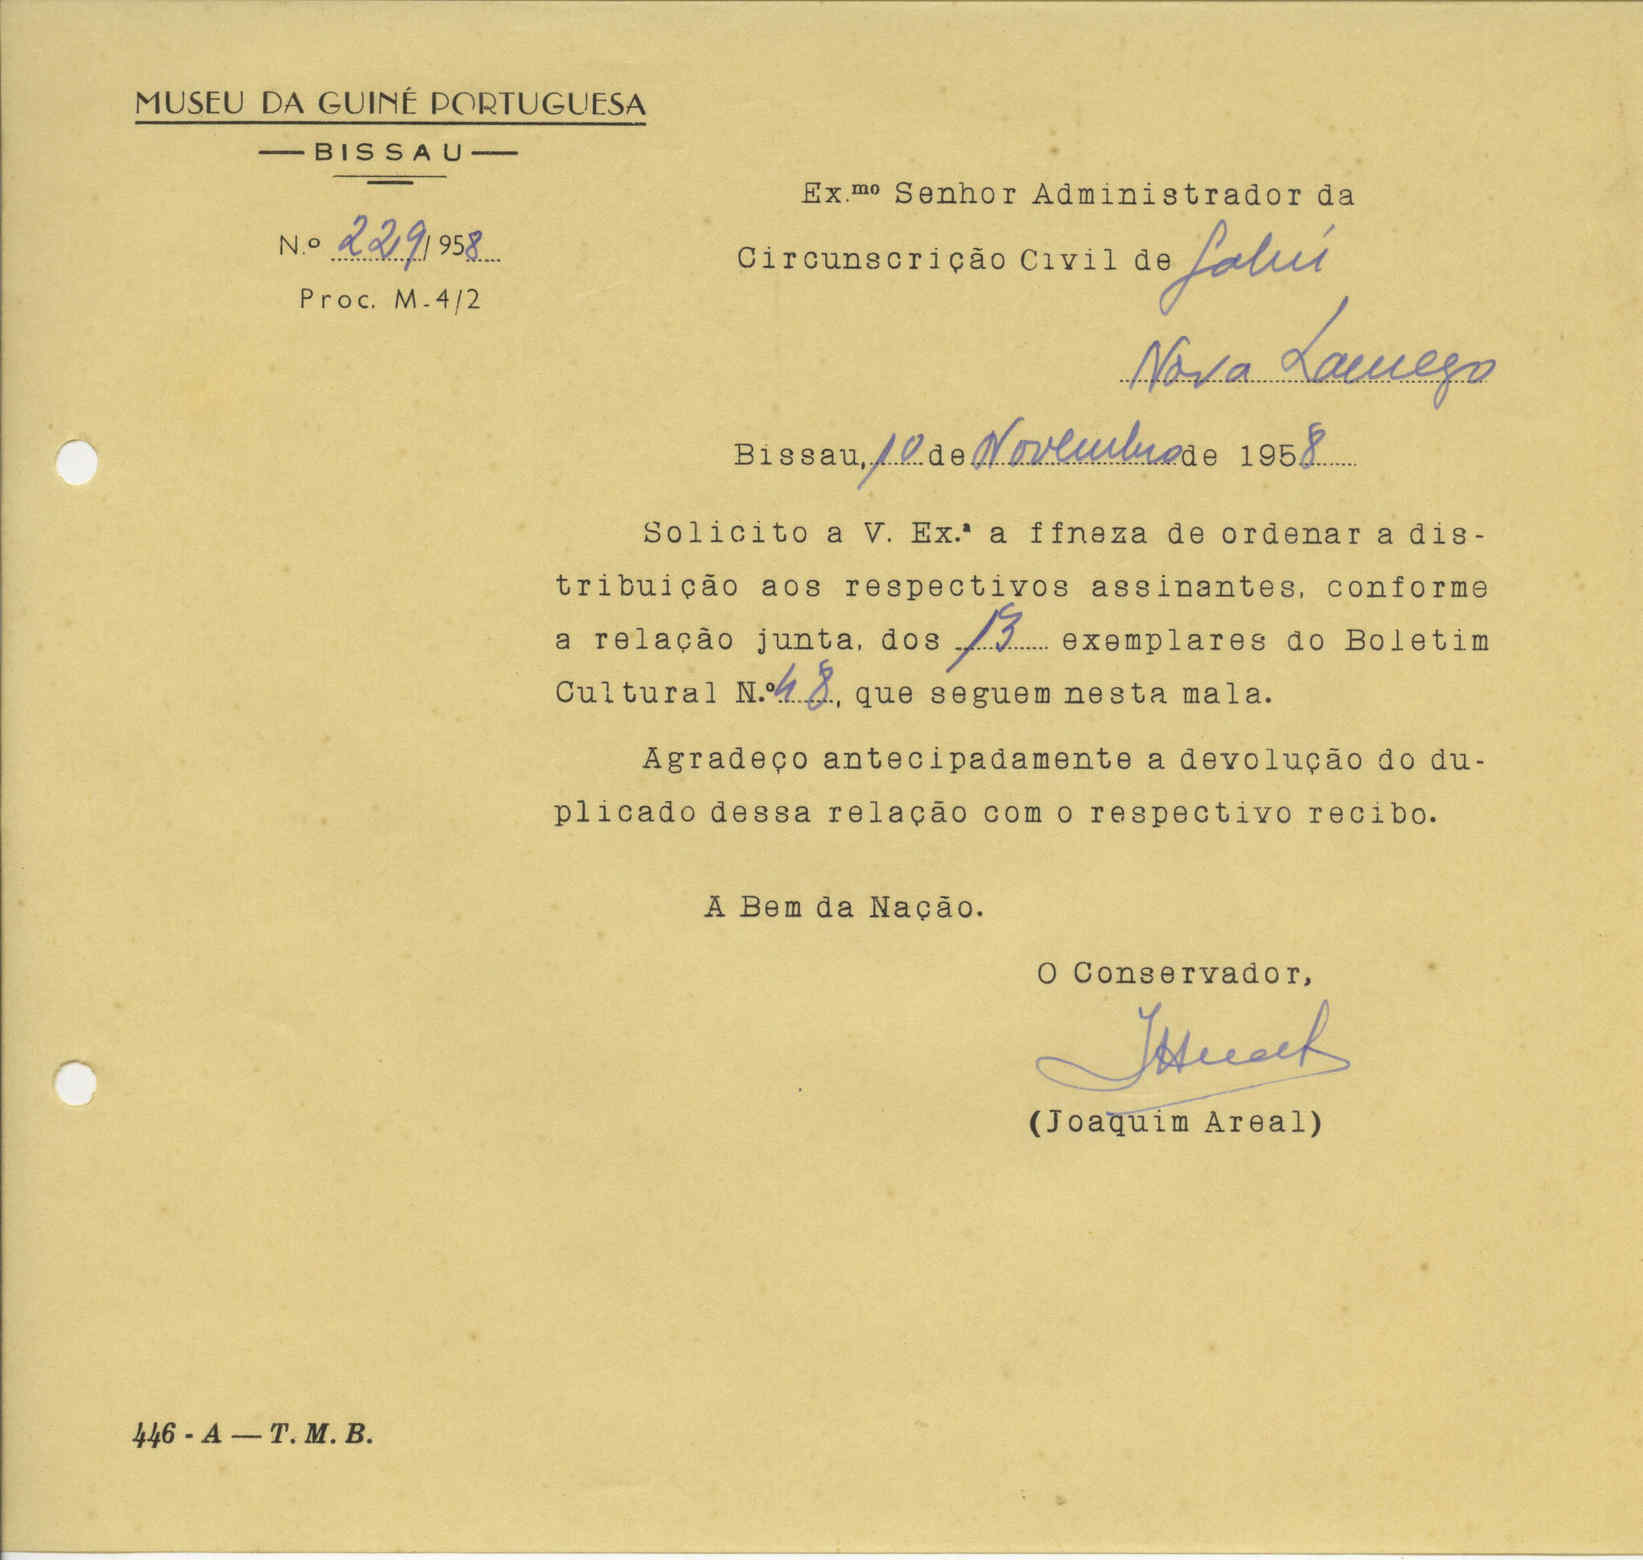 MUSEU DA GUINÉ PORTUGUESA
— BISSAU —
N.º 229/958
Proc. M-4/2
Ex.mo Senhor Administrador da
Circunscrição Civil de Gabú
Nova Lamego
Bissau, 10 de Novembro de 1958
Solicito a V. Ex.ª a ffneza de ordenar a dis-
tribuição aos respectivos assinantes, conforme
a relação junta, dos 13 exemplares do Boletim
Cultural N.º 48, que seguem nesta mala.
Agradeço antecipadamente a devolução do du-
plicado dessa relação com o respectivo recibo.
A Bem da Nação.
O Conservador,
(Joaquim Areal)
446 - A — T. M. B.